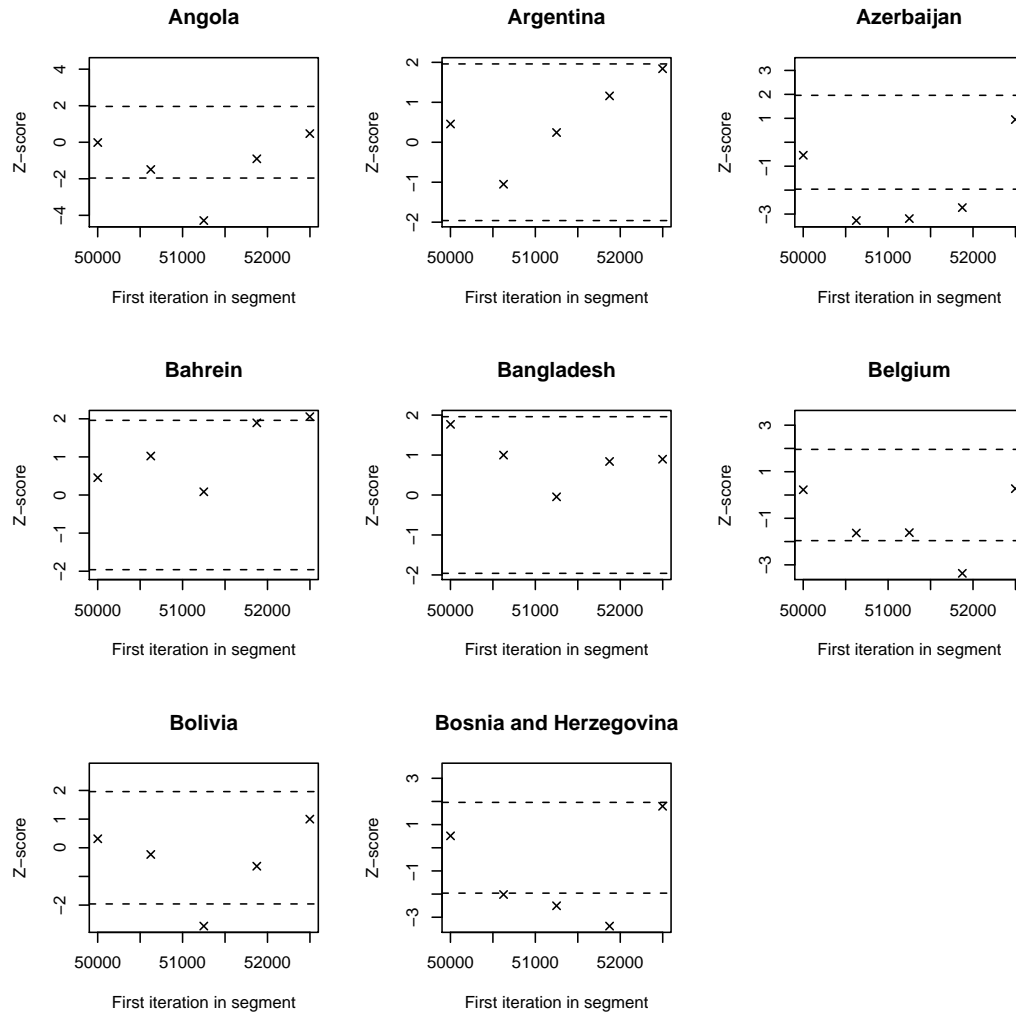 Angola
Z−score
4
2
0
−2
−4
50000 51000 52000
First iteration in segment
Argentina
Z−score
2
1
0
−1
−2
50000 51000 52000
First iteration in segment
Azerbaijan
Z−score
3
2
1
−1
−3
50000 51000 52000
First iteration in segment
Bahrein
Z−score
2
1
0
−1
−2
50000 51000 52000
First iteration in segment
Bangladesh
Z−score
2
1
0
−1
−2
50000 51000 52000
First iteration in segment
Belgium
Z−score
3
1
−1
−3
50000 51000 52000
First iteration in segment
Bolivia
Z−score
2
1
0
−2
50000 51000 52000
First iteration in segment
Bosnia and Herzegovina
Z−score
3
1
−1
−3
50000 51000 52000
First iteration in segment